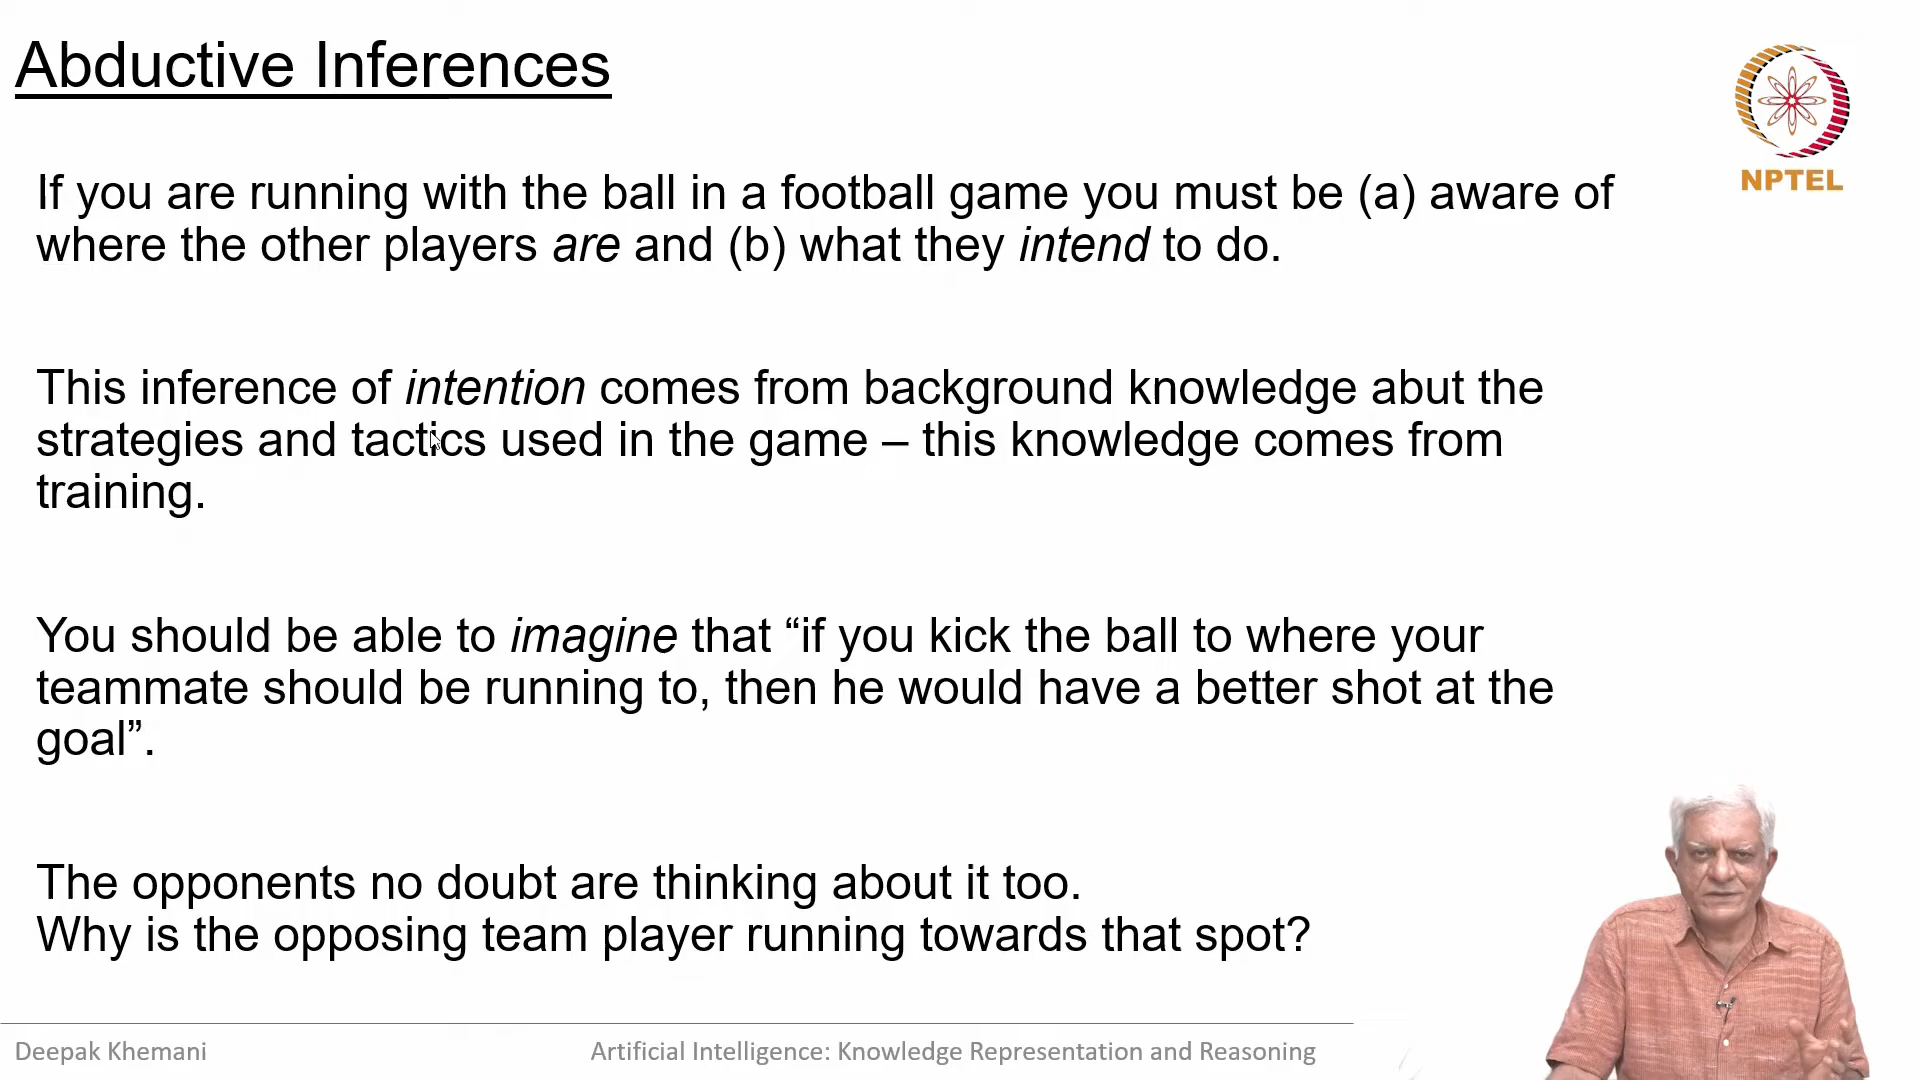 Abductive Inferences
NPTEL
If you are running with the ball in a football game you must be (a) aware of
where the other players are and (b) what they intend to do.
This inference of intention comes from background knowledge abut the
strategies and tactics used in the game – this knowledge comes from
training.
You should be able to imagine that “if you kick the ball to where your
teammate should be running to, then he would have a better shot at the
goal”.
The opponents no doubt are thinking about it too.
Why is the opposing team player running towards that spot?
Deepak Khemani
Artificial Intelligence: Knowledge Representation and Reasoning